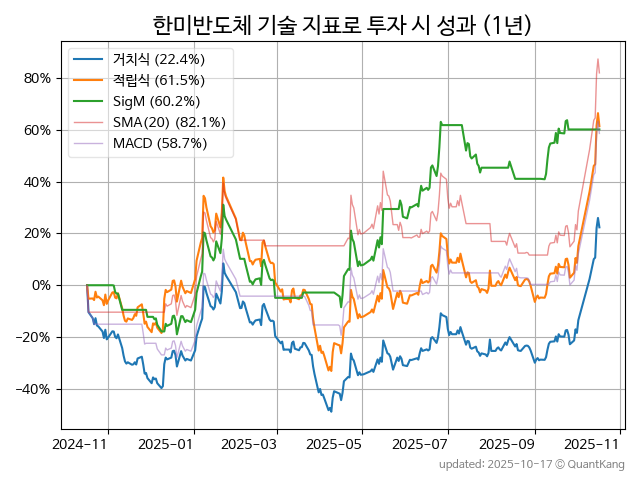 한미반도체 기술 지표로 투자 시 성과 (1년)
거치식 (22.4%)
적립식 (61.5%)
SigM (60.2%)
SMA(20) (82.1%)
MACD (58.7%)
80%
60%
40%
20%
0%
−20%
−40%
2024-11
2025-01
2025-03
2025-05
2025-07
2025-09
2025-11
updated: 2025-10-17 © QuantKang